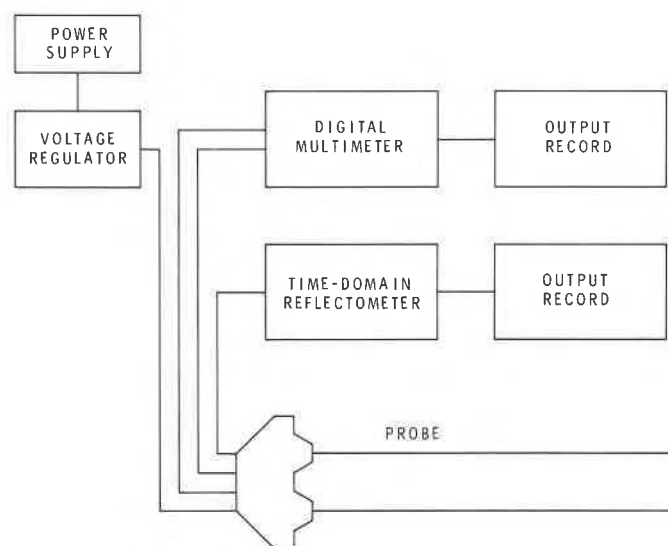 POWER
SUPPLY
VOLTAGE
REGULATOR
DIGITAL
MULTIMETER
OUTPUT
RECORD
TIME-DOMAIN
REFLECTOMETER
OUTPUT
RECORD
PROBE